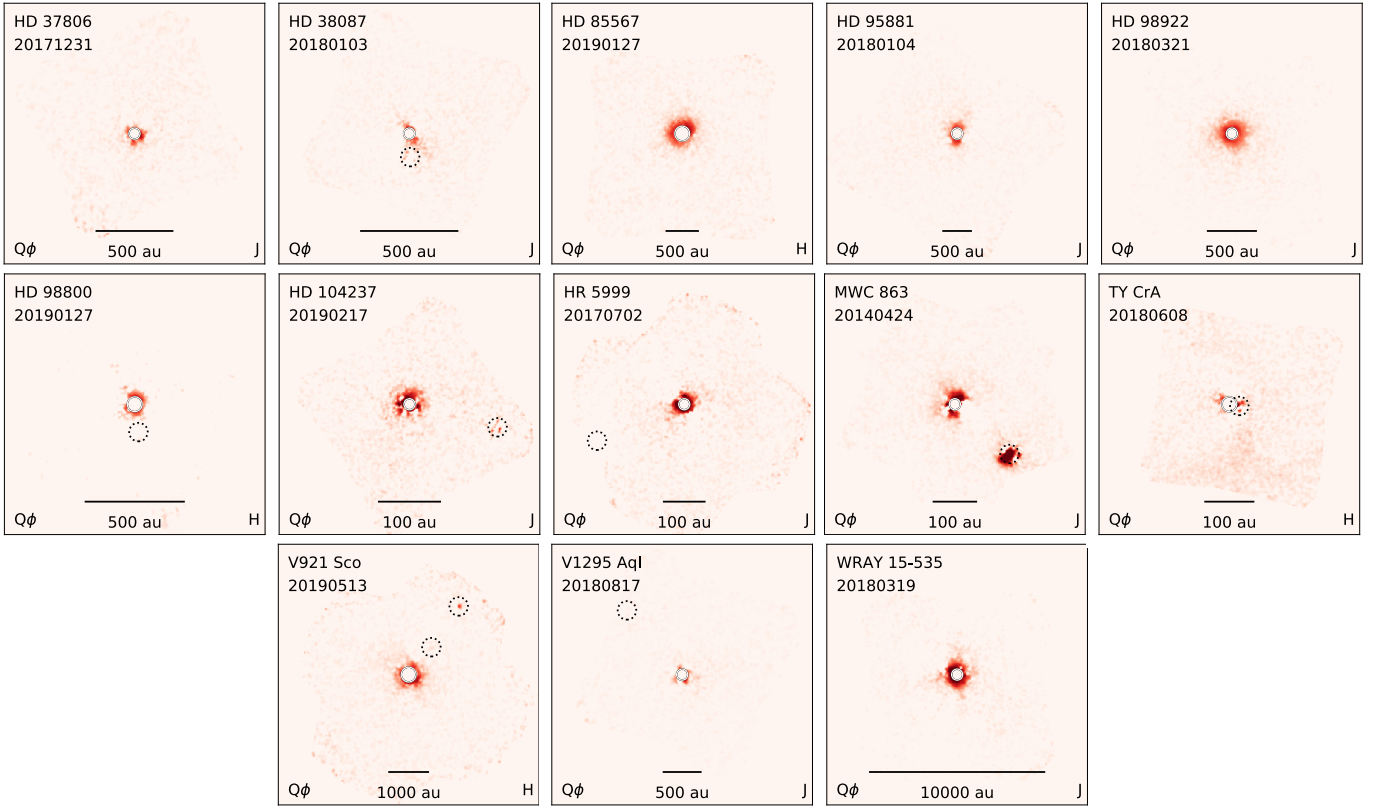 HD 37806
20171231
500 au
Qϕ
J
HD 38087
20180103
500 au
Qϕ
J
HD 85567
20190127
500 au
Qϕ
H
HD 95881
20180104
500 au
Qϕ
J
HD 98922
20180321
500 au
Qϕ
J
HD 98800
20190127
500 au
Qϕ
H
HD 104237
20190217
100 au
Qϕ
J
HR 5999
20170702
100 au
Qϕ
J
MWC 863
20140424
100 au
Qϕ
J
TY CrA
20180608
100 au
Qϕ
H
V921 Sco
20190513
1000 au
Qϕ
H
V1295 Aql
20180817
500 au
Qϕ
J
WRAY 15-535
20180319
10000 au
Qϕ
J